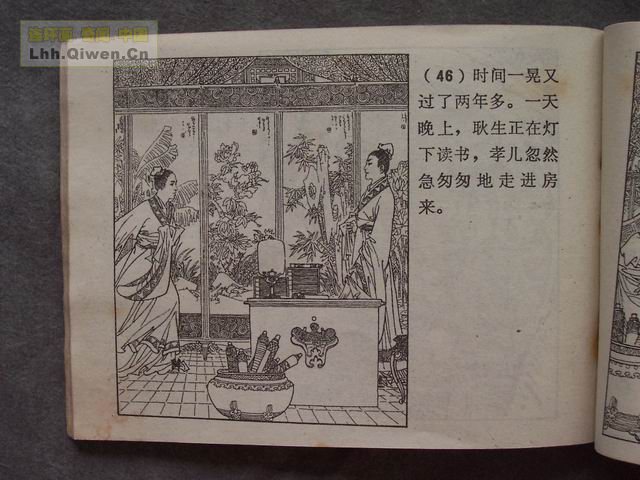 连环画·奇闻·中国
Lhh.Qiwen.Cn
（46）时间一晃又
过了两年多。一天
晚上，耿生正在灯
下读书，孝儿忽然
急匆匆地走进房
来。